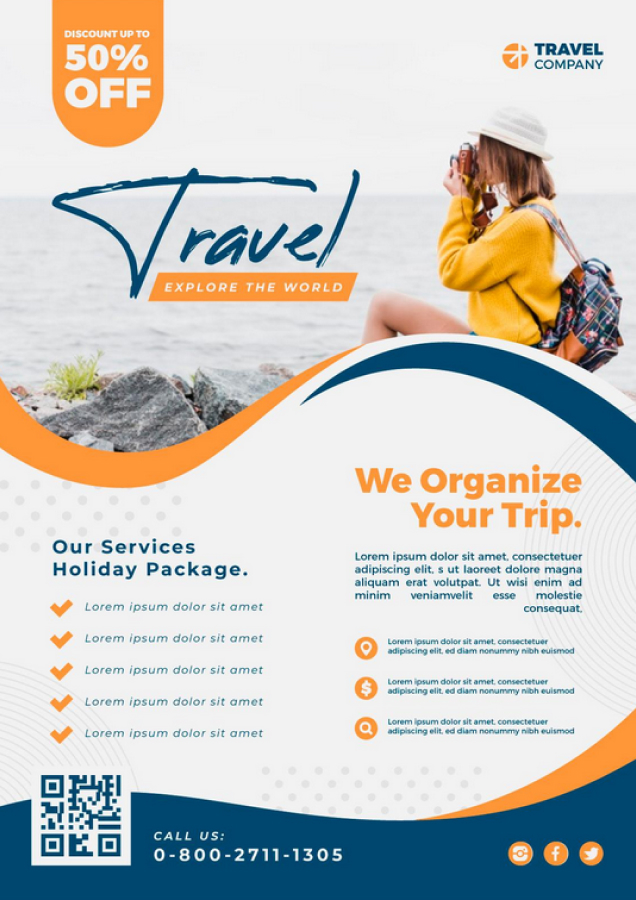 DISCOUNT UP TO
50%
OFF
TRAVEL
COMPANY
Travel
EXPLORE THE WORLD
We Organize
Your Trip.
Lorem ipsum dolor sit amet, consectetuer
adipiscing elit, s ut laoreet dolore magna
aliquam erat volutpat. Ut wisi enim ad
minim veniamvelit esse molestie
consequat,
Our Services
Holiday Package.
Lorem ipsum dolor sit amet
Lorem ipsum dolor sit amet
Lorem ipsum dolor sit amet
Lorem ipsum dolor sit amet
Lorem ipsum dolor sit amet
Lorem ipsum dolor sit amet, consectetuer
adipiscing elit, ed diam nonummy nibh euismod
Lorem ipsum dolor sit amet, consectetuer
adipiscing elit, ed diam nonummy nibh euismod
Lorem ipsum dolor sit amet, consectetuer
adipiscing elit, ed diam nonummy nibh euismod
CALL US:
0-800-2711-1305